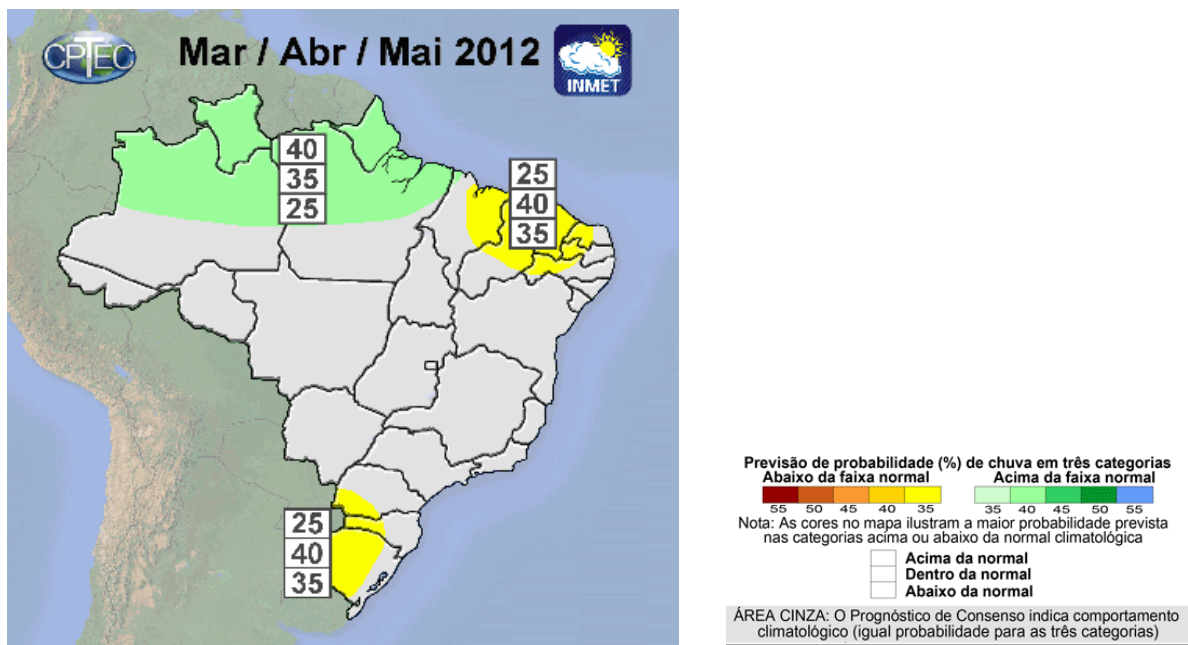 CPTEC
Mar / Abr / Mai 2012
INMET
40
35
25
25
40
35
25
40
35
Previsão de probabilidade (%) de chuva em três categorias
Abaixo da faixa normal
Acima da faixa normal
55 50 45 40 35
35 40 45 50 55
Nota: As cores no mapa ilustram a maior probabilidade prevista
nas categorias acima ou abaixo da normal climatológica
Acima da normal
Dentro da normal
Abaixo da normal
ÁREA CINZA: O Prognóstico de Consenso indica comportamento
climatológico (igual probabilidade para as três categorias)